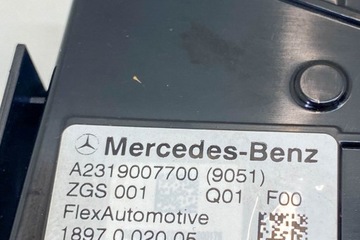 Mercedes-Benz
A2319007700 (9051)
ZGS 001 Q01 F00
FlexAutomotive
1897.0.020.05